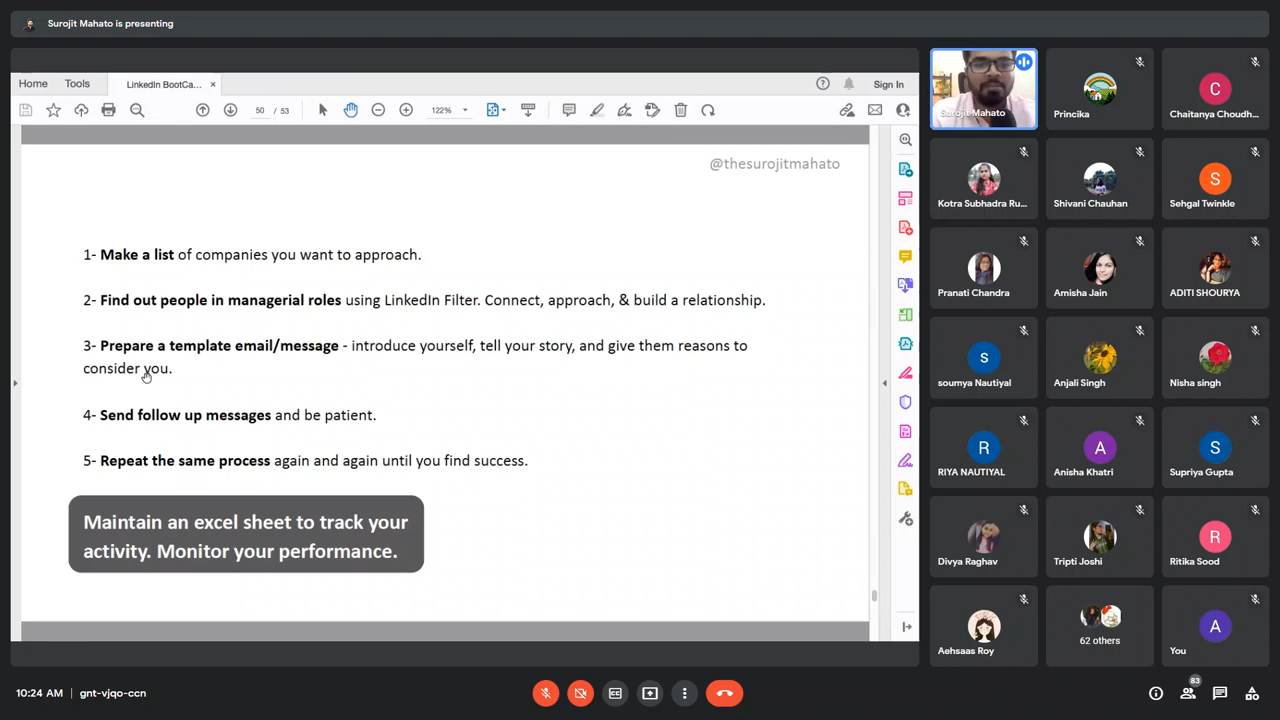 Surojit Mahato is presenting
Home
Tools
LinkedIn BootCa...
×
Sign In
50 / 53
122%
@thesurojitmahato
1- Make a list of companies you want to approach.
2- Find out people in managerial roles using LinkedIn Filter. Connect, approach, & build a relationship.
3- Prepare a template email/message - introduce yourself, tell your story, and give them reasons to
consider you.
4- Send follow up messages and be patient.
5- Repeat the same process again and again until you find success.
Maintain an excel sheet to track your
activity. Monitor your performance.
Surojit Mahato
Princika
C
Chaitanya Choudh...
Kotra Subhadra Ru...
Shivani Chauhan
S
Sehgal Twinkle
Pranati Chandra
Amisha Jain
ADITI SHOURYA
s
soumya Nautiyal
Anjali Singh
Nisha singh
R
RIYA NAUTIYAL
A
Anisha Khatri
S
Supriya Gupta
Divya Raghav
Tripti Joshi
R
Ritika Sood
Aehsaas Roy
62 others
A
You
10:24 AM | gnt-vjqo-ccn
83